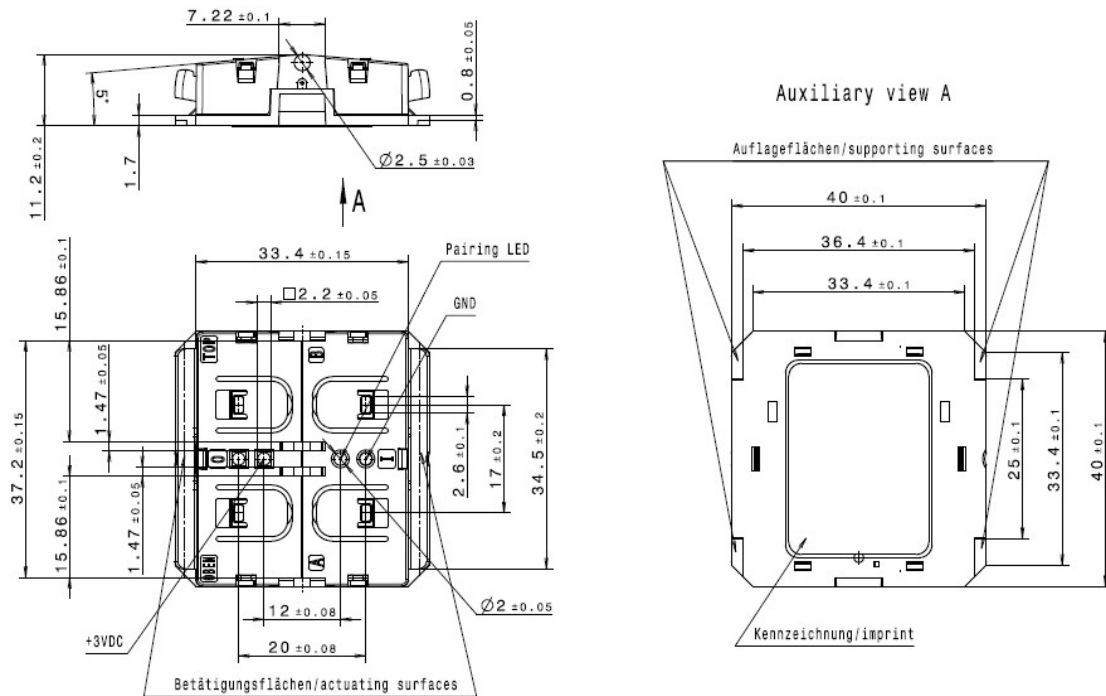 7.22 ±0.1
0.8 ±0.05
5°
11.2 ±0.2
1.7
Ø2.5 ±0.03
A
Auxiliary view A
Auflageflächen/supporting surfaces
40 ±0.1
36.4 ±0.1
33.4 ±0.1
Pairing LED
33.4 ±0.15
□2.2 ±0.05
GND
15.86 ±0.1
1.47 ±0.05
37.2 ±0.15
15.86 ±0.1
1.47 ±0.05
TOP
B
O
I
OBEN
A
2.6 ±0.1
17 ±0.2
34.5 ±0.2
25 ±0.1
33.4 ±0.1
40 ±0.1
Ø2 ±0.05
12 ±0.08
+3VDC
20 ±0.08
Betätigungsflächen/actuating surfaces
Kennzeichnung/imprint